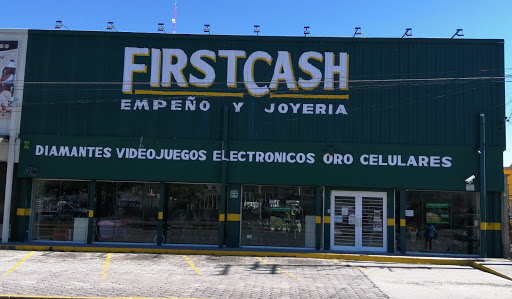 FIRSTCASH
EMPEÑO Y JOYERIA
DIAMANTES VIDEOJUEGOS ELECTRONICOS ORO CELULARES